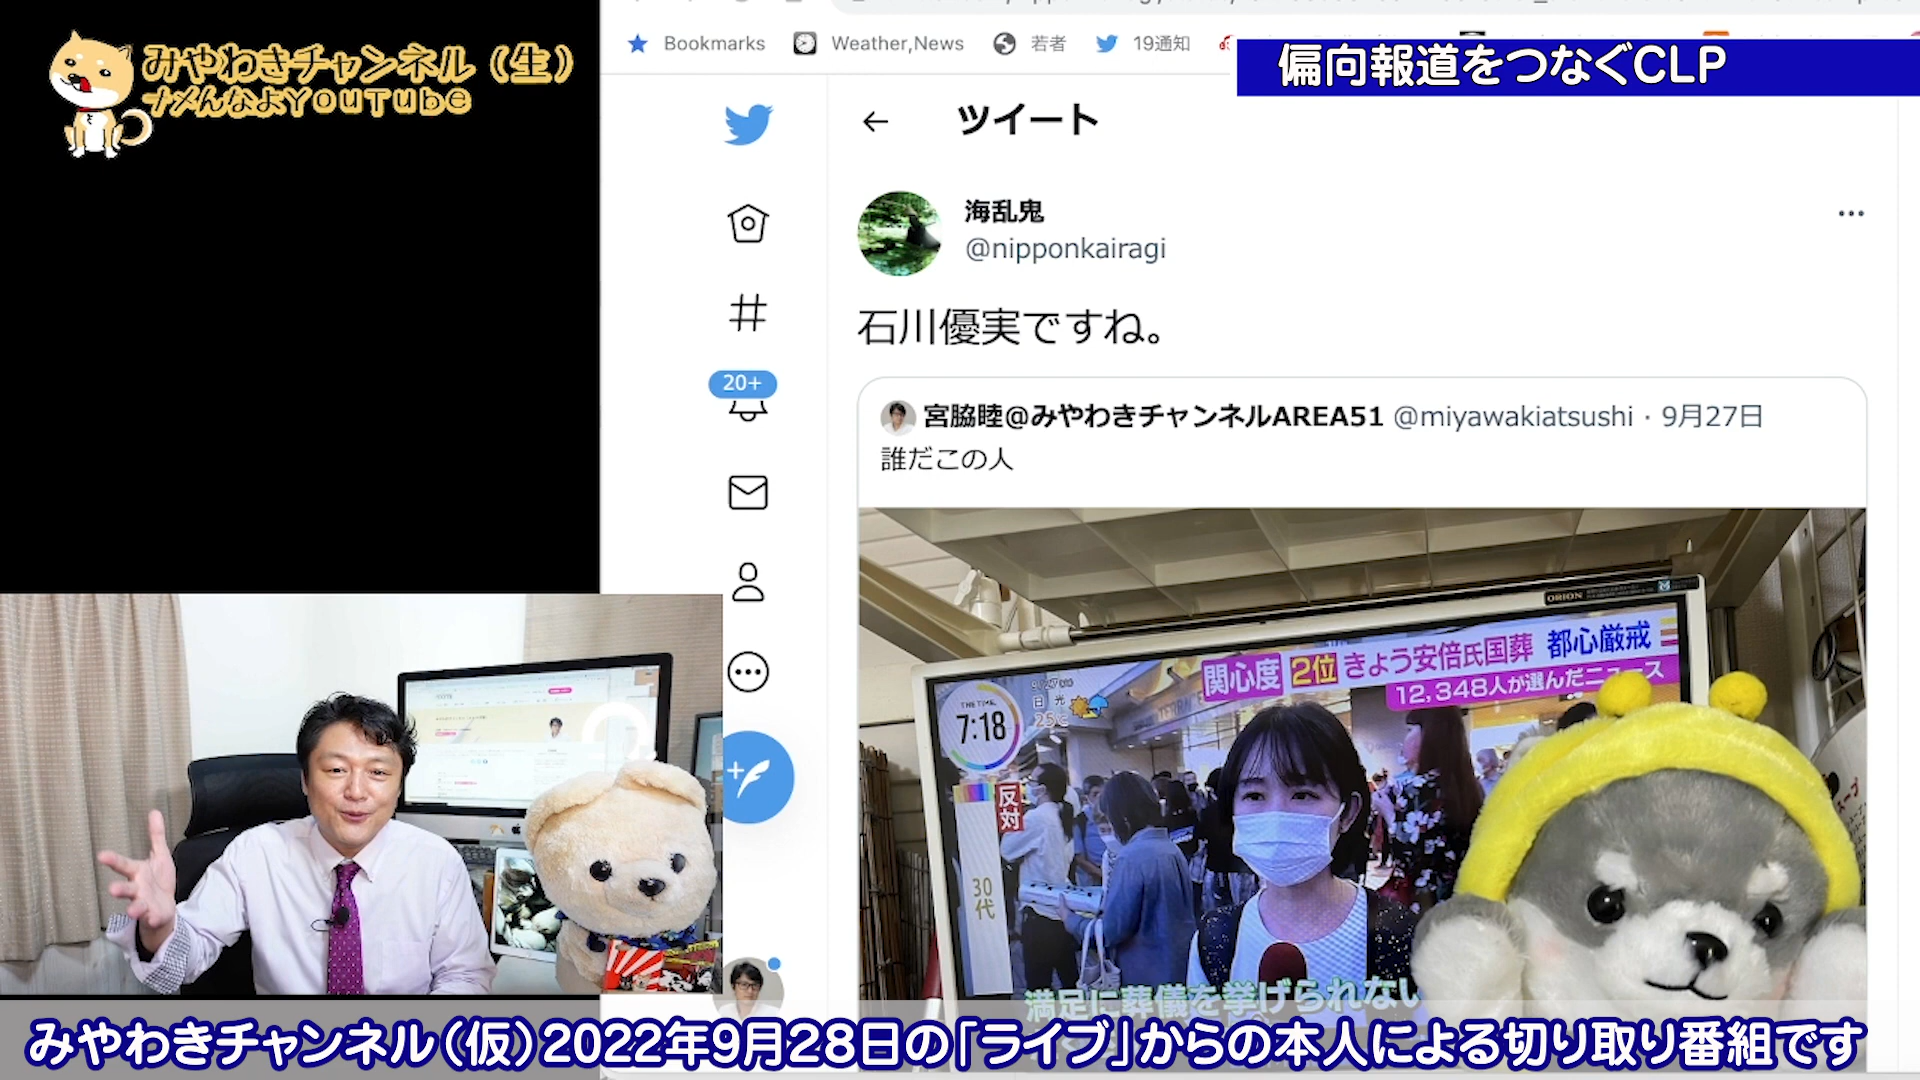 みやわきチャンネル（生）
ナメんなよYouTube
Bookmarks
Weather,News
若者
19通知
偏向報道をつなぐCLP
ツイート
海乱鬼
@nipponkairagi
石川優実ですね。
20+
宮脇睦@みやわきチャンネルAREA51 @miyawakiatsushi · 9月27日
誰だこの人
ORION
関心度 2位 きょう安倍氏国葬 都心厳戒
12,348人が選んだニュース
THE TIME,
7:18
日光
25℃
反対
30代
満足に葬儀を挙げられない
みやわきチャンネル（仮）2022年9月28日の「ライブ」からの本人による切り取り番組です